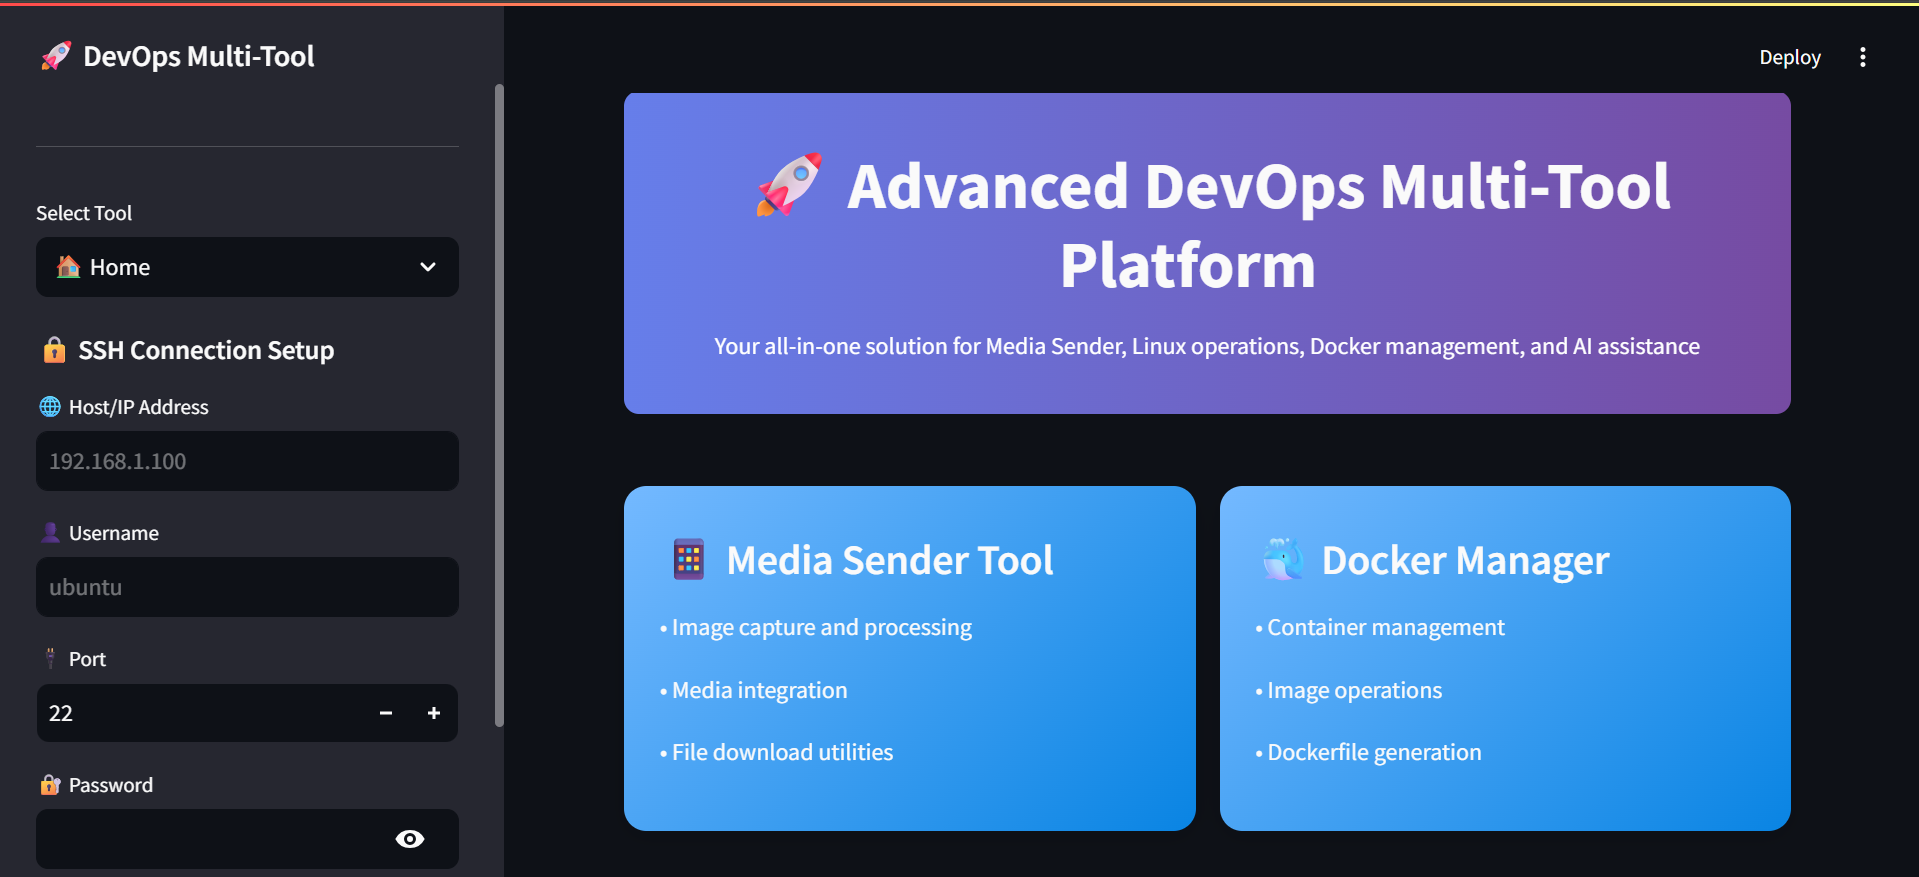 DevOps Multi-Tool
Select Tool
Home
SSH Connection Setup
Host/IP Address
192.168.1.100
Username
ubuntu
Port
22
Password
Deploy
Advanced DevOps Multi-Tool
Platform
Your all-in-one solution for Media Sender, Linux operations, Docker management, and AI assistance
Media Sender Tool
• Image capture and processing
• Media integration
• File download utilities
Docker Manager
• Container management
• Image operations
• Dockerfile generation